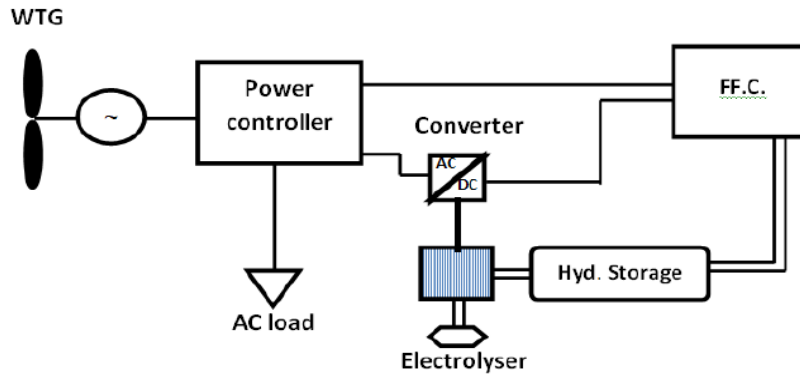 WTG
~
Power
controller
Converter
AC
DC
FF.C.
Hyd. Storage
AC load
Electrolyser